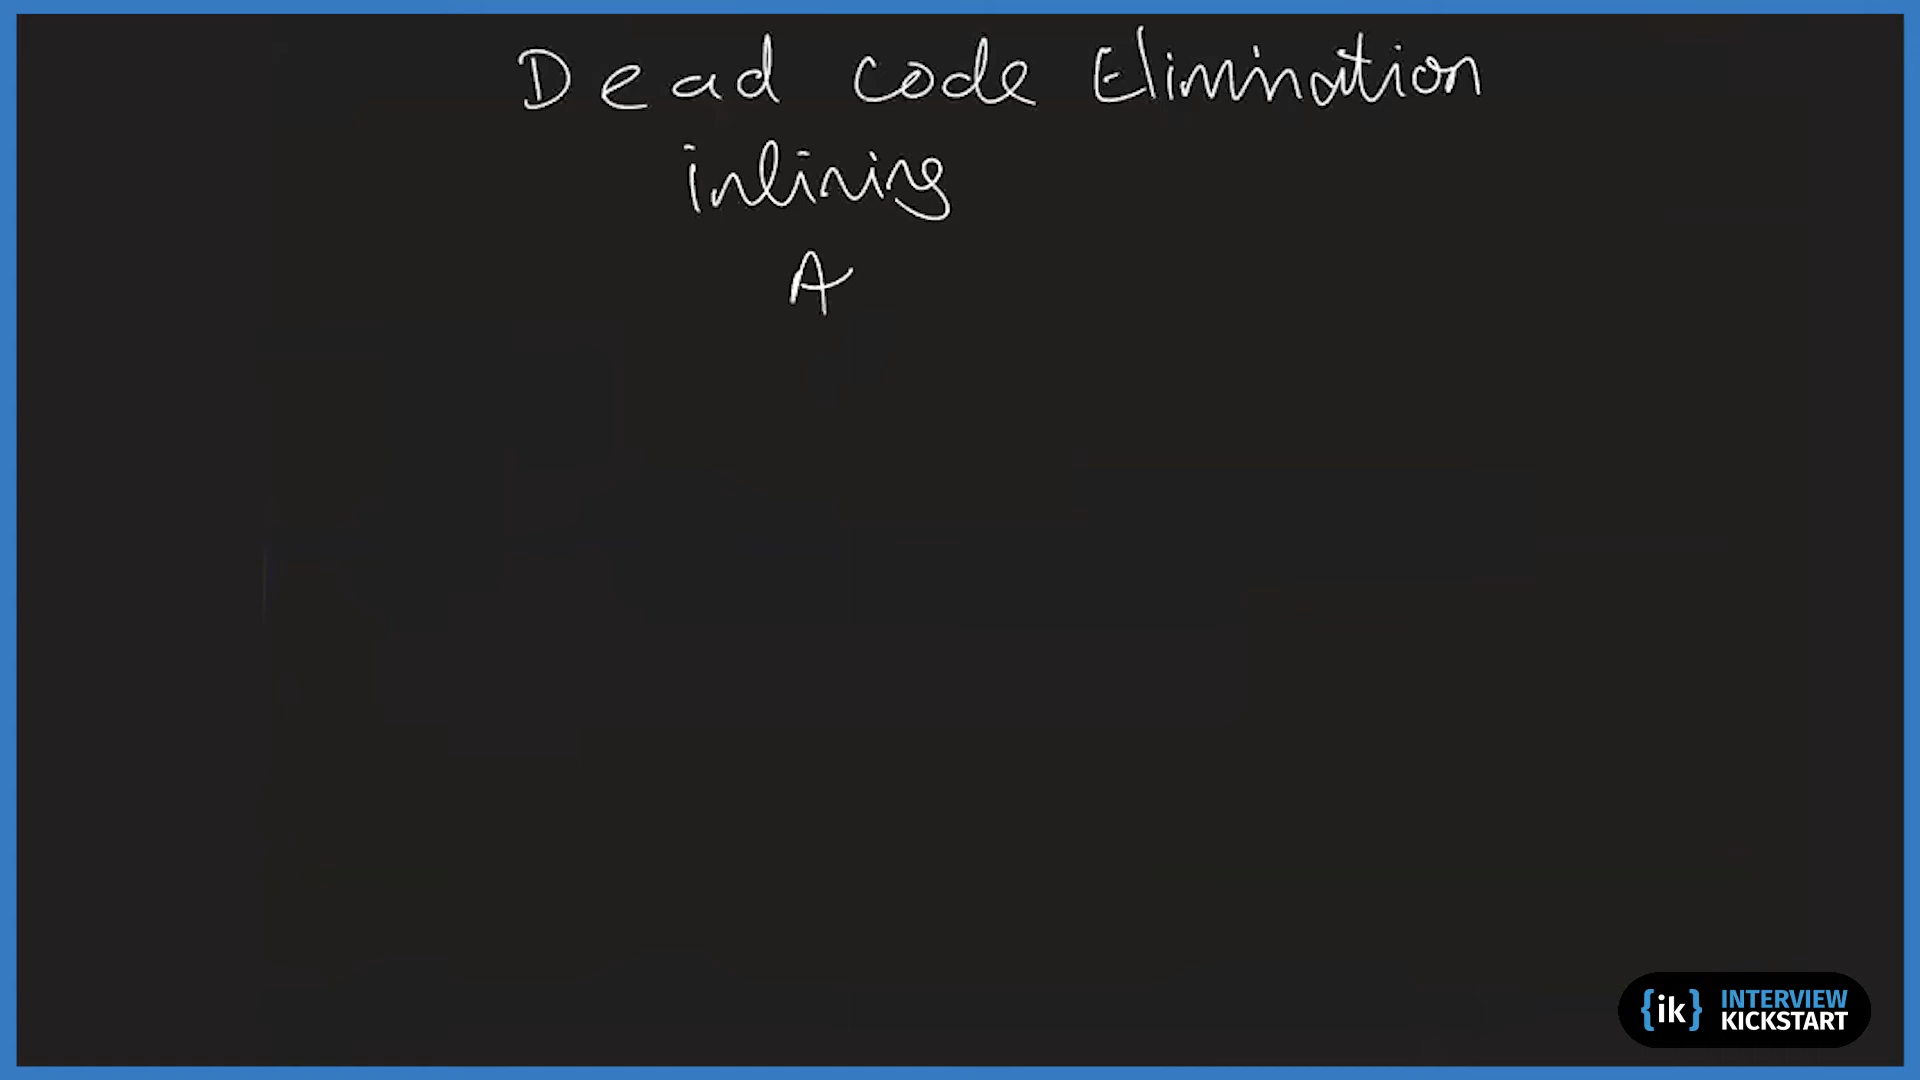 Dead Code Elimination
inlining
A
{ik} INTERVIEW
KICKSTART